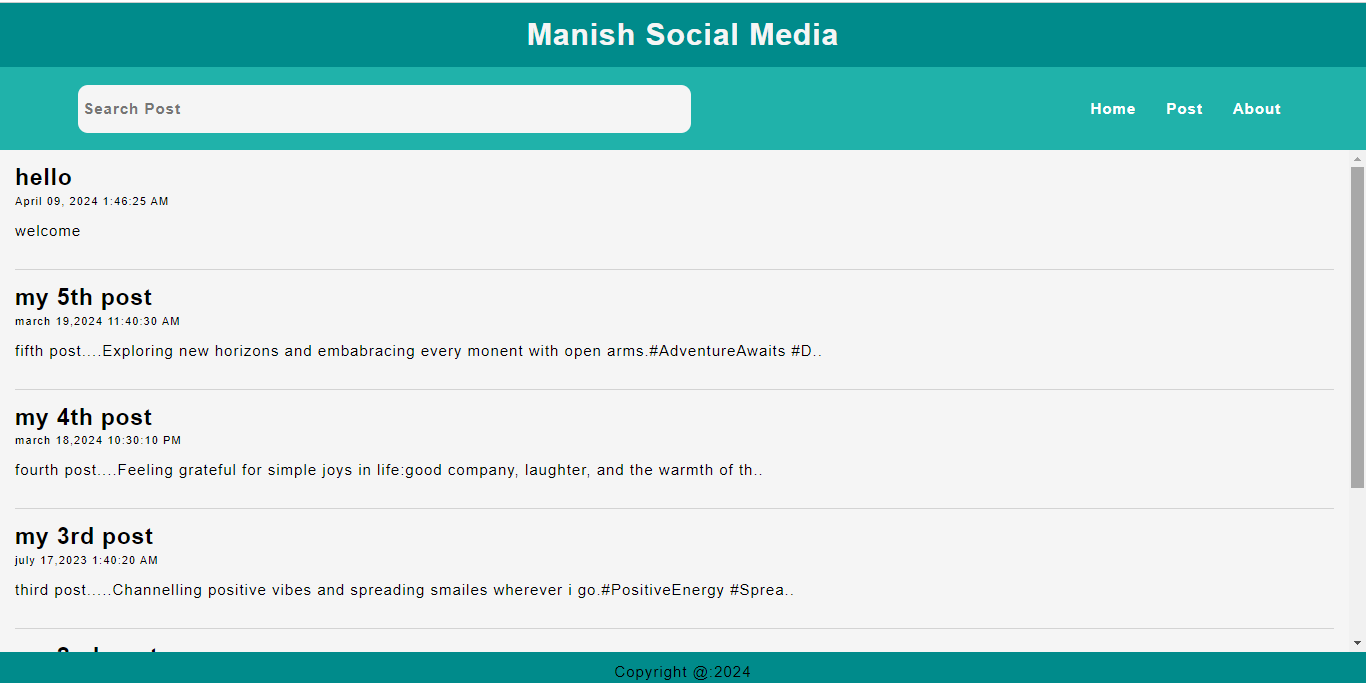 Manish Social Media
Search Post
Home Post About
hello
April 09, 2024 1:46:25 AM
welcome
my 5th post
march 19,2024 11:40:30 AM
fifth post....Exploring new horizons and embabracing every monent with open arms.#AdventureAwaits #D..
my 4th post
march 18,2024 10:30:10 PM
fourth post....Feeling grateful for simple joys in life:good company, laughter, and the warmth of th..
my 3rd post
july 17,2023 1:40:20 AM
third post.....Channelling positive vibes and spreading smailes wherever i go.#PositiveEnergy #Sprea..
Copyright @:2024